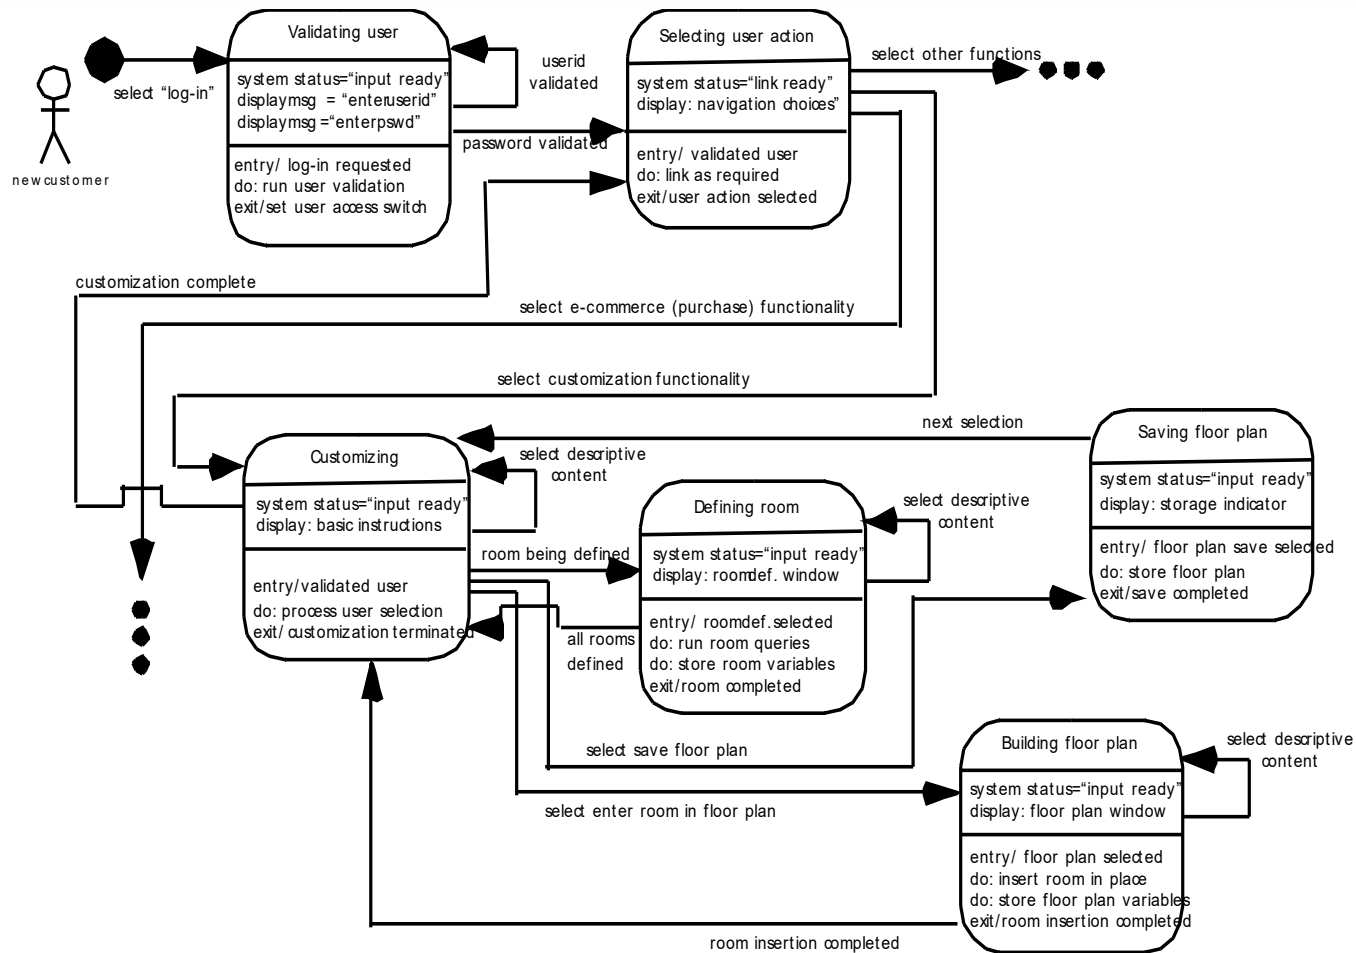 Validating user
system status="input ready"
displaymsg = "enteruserid"
displaymsg="enterpswd"
entry/ log-in requested
do: run user validation
exit/set user access switch
select "log-in"
newcustomer
userid
validated
password validated
Selecting user action
system status="link ready"
display: navigation choices"
entry/ validated user
do: link as required
exit/user action selected
select other functions
customization complete
select e-commerce (purchase) functionality
select customization functionality
next selection
Saving floor plan
system status="input ready"
display: storage indicator
entry/ floor plan save selected
do: store floor plan
exit/save completed
Customizing
system status="input ready"
display: basic instructions
entry/validated user
do: process user selection
exit/ customization terminated
select descriptive
content
room being defined
Defining room
system status="input ready"
display: roomdef. window
entry/ roomdef.selected
do: run room queries
do: store room variables
exit/room completed
select descriptive
content
all rooms
defined
select save floor plan
select enter room in floor plan
Building floor plan
system status="input ready"
display: floor plan window
entry/ floor plan selected
do: insert room in place
do: store floor plan variables
exit/room insertion completed
select descriptive
content
room insertion completed